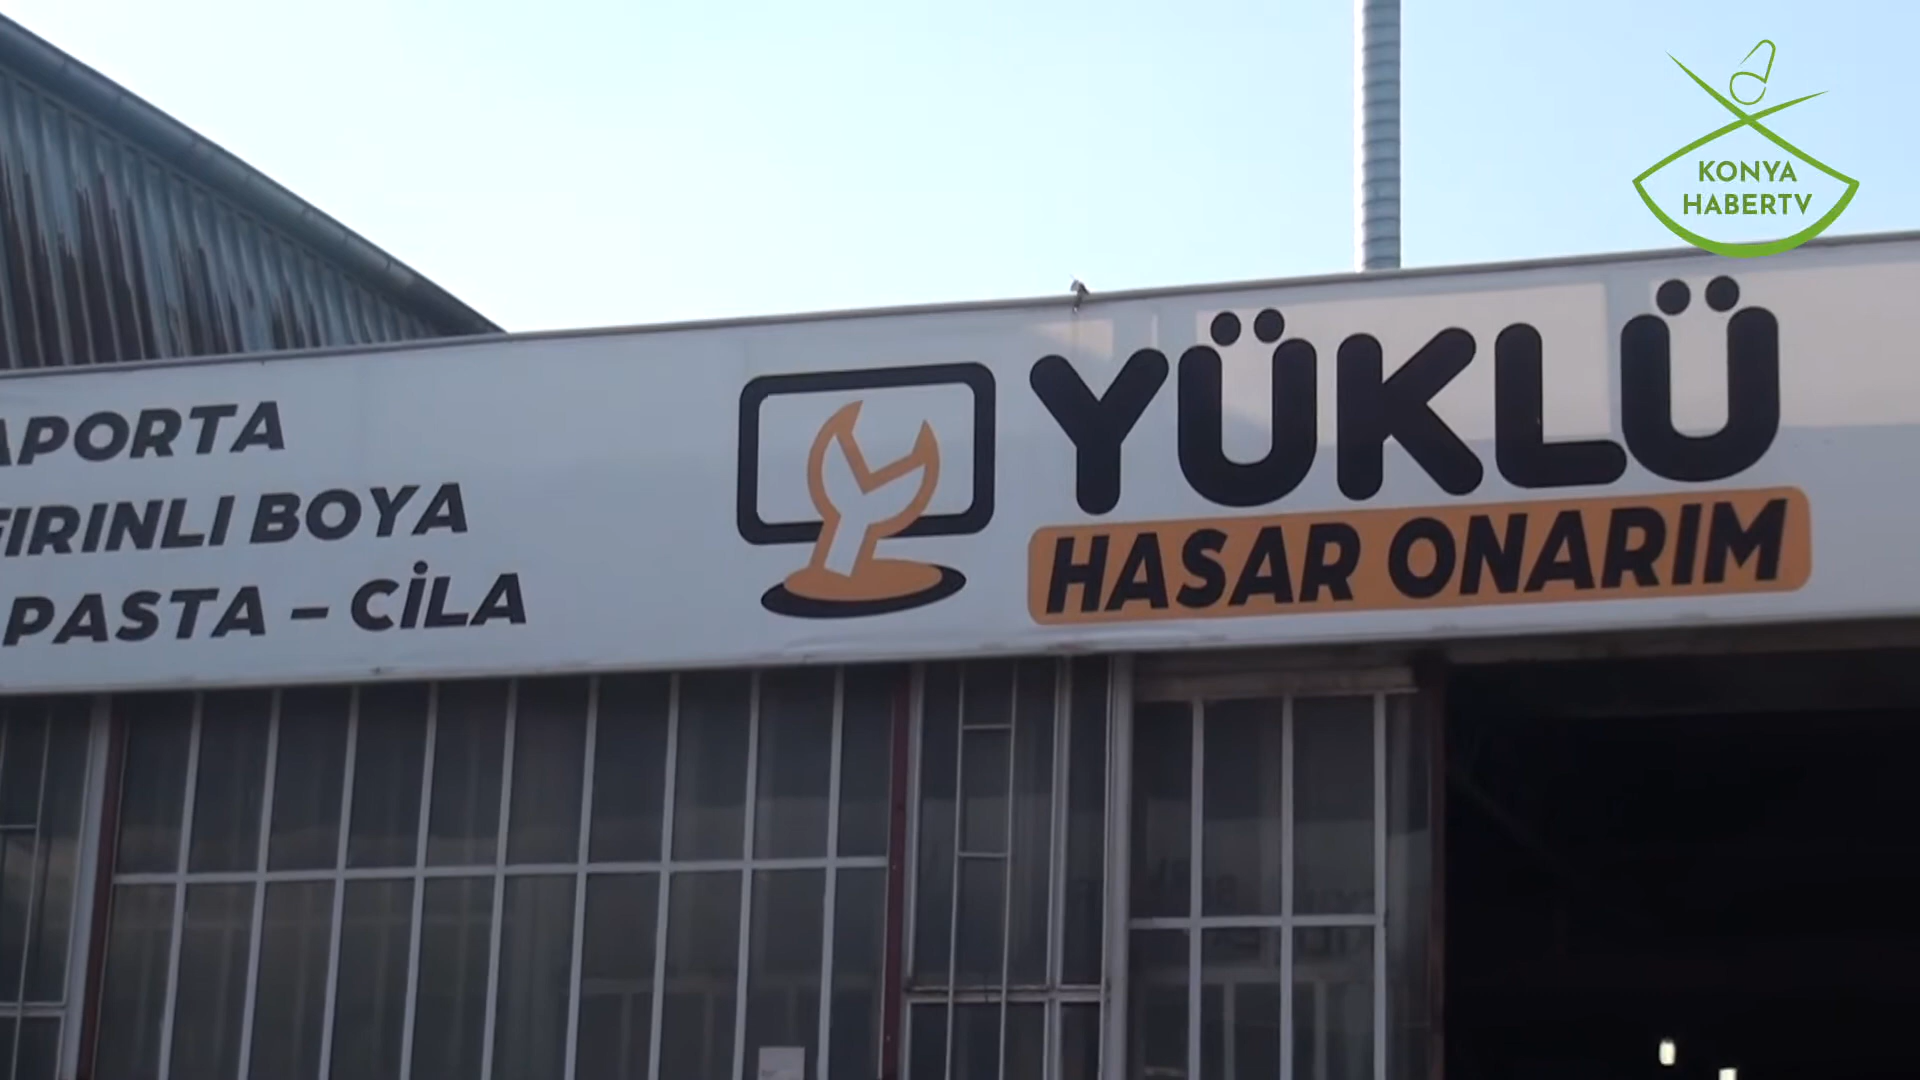 KONYA
HABERTV
APORTA
FIRINLI BOYA
PASTA – CİLA
YÜKLÜ
HASAR ONARIM